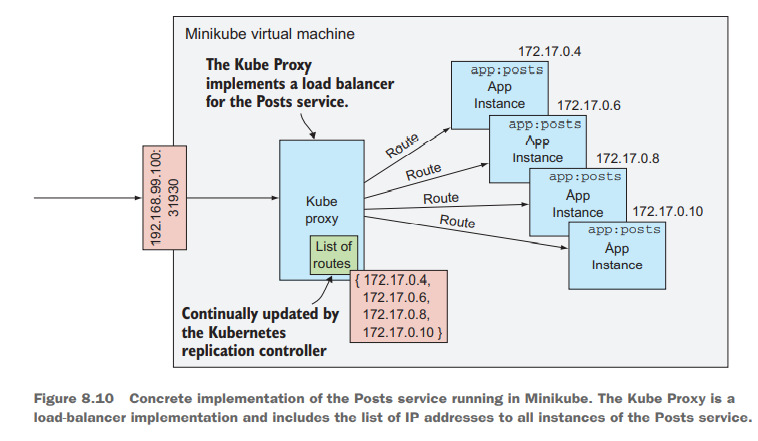 Minikube virtual machine
The Kube Proxy
implements a load balancer
for the Posts service.
192.168.99.100:
31930
Kube
proxy
List of
routes
{ 172.17.0.4,
172.17.0.6,
172.17.0.8,
172.17.0.10 }
Continually updated by
the Kubernetes
replication controller
Route
Route
Route
Route
172.17.0.4
app:posts
App
Instance
172.17.0.6
app:posts
App
Instance
172.17.0.8
app:posts
App
Instance
172.17.0.10
app:posts
App
Instance
Figure 8.10 Concrete implementation of the Posts service running in Minikube. The Kube Proxy is a
load-balancer implementation and includes the list of IP addresses to all instances of the Posts service.